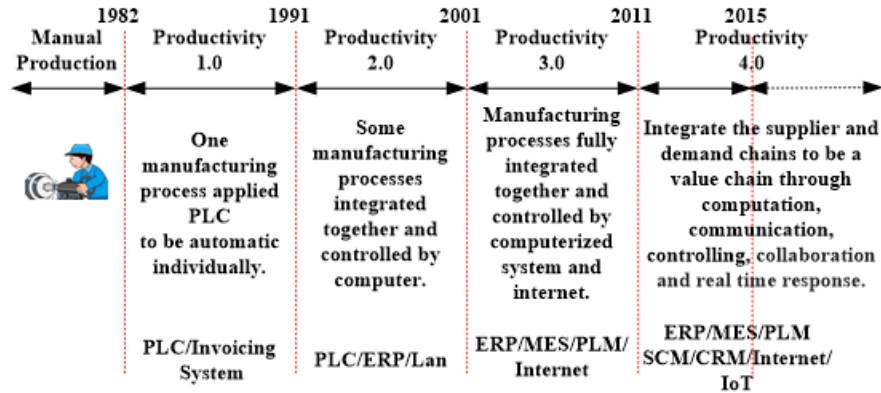 1982 1991 2001 2011 2015
Manual
Production
Productivity
1.0
Productivity
2.0
Productivity
3.0
Productivity
4.0
One
manufacturing
process applied
PLC
to be automatic
individually.
Some
manufacturing
processes
integrated
together and
controlled by
computer.
Manufacturing
processes fully
integrated
together and
controlled by
computerized
system and
internet.
Integrate the supplier and
demand chains to be a
value chain through
computation,
communication,
controlling, collaboration
and real time response.
PLC/Invoicing
System
PLC/ERP/Lan
ERP/MES/PLM/
Internet
ERP/MES/PLM
SCM/CRM/Internet/
IoT